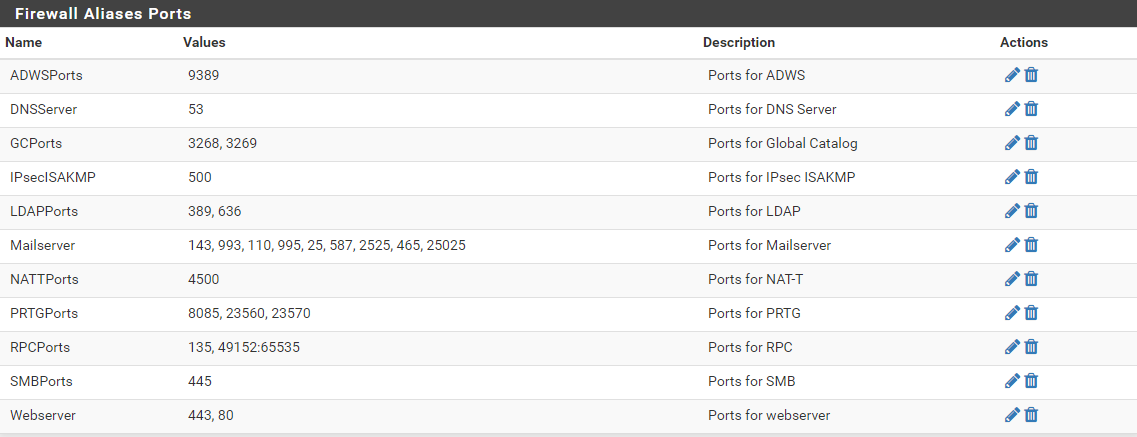 Firewall Aliases Ports
Name Values Description Actions
ADWSPorts 9389 Ports for ADWS
DNSServer 53 Ports for DNS Server
GCPorts 3268, 3269 Ports for Global Catalog
IPsecISAKMP 500 Ports for IPsec ISAKMP
LDAPPorts 389, 636 Ports for LDAP
Mailserver 143, 993, 110, 995, 25, 587, 2525, 465, 25025 Ports for Mailserver
NATTPorts 4500 Ports for NAT-T
PRTGPorts 8085, 23560, 23570 Ports for PRTG
RPCPorts 135, 49152:65535 Ports for RPC
SMBPorts 445 Ports for SMB
Webserver 443, 80 Ports for webserver